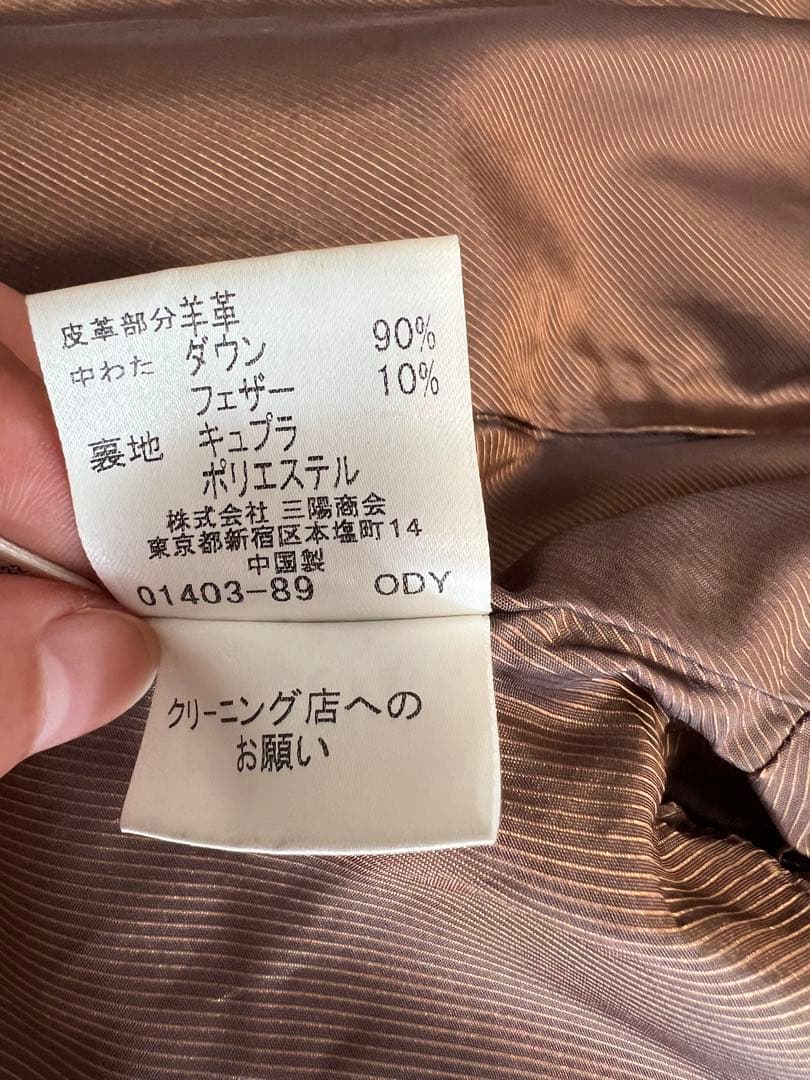 皮革部分 羊革
中わた ダウン 90%
フェザー 10%
裏地 キュプラ
ポリエステル
株式会社 三陽商会
東京都新宿区本塩町14
中国製
01403-89 ODY
クリーニング店への
お願い